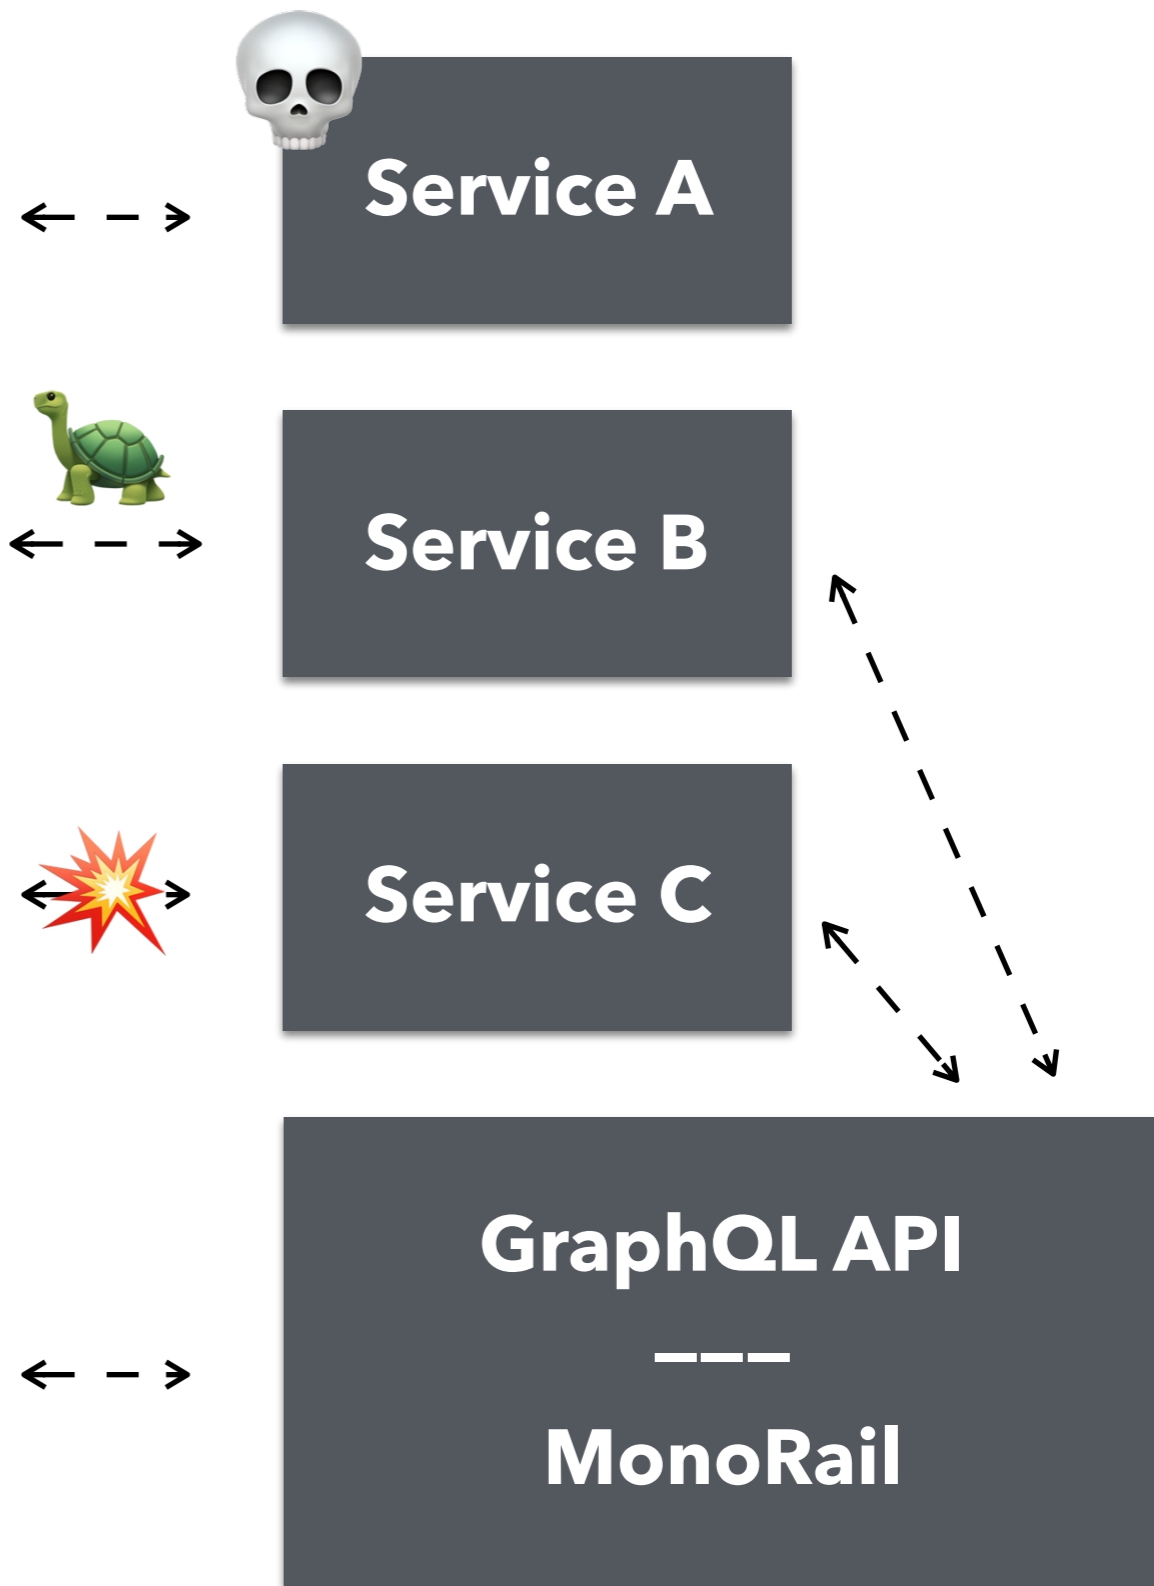 Service A
Service B
Service C
GraphQL API
———
MonoRail